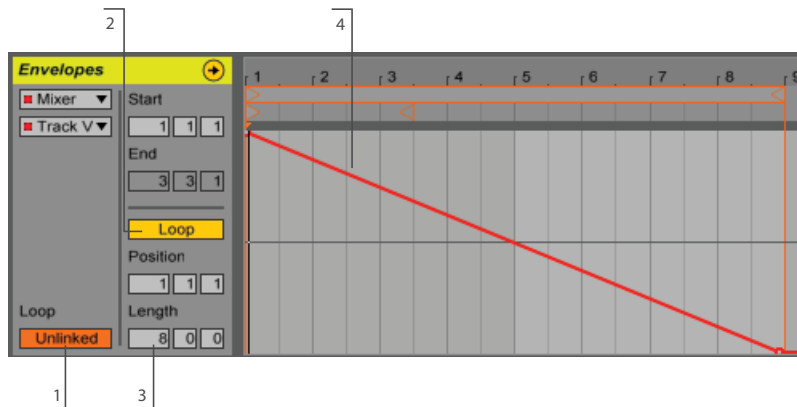 2
4
Envelopes
1 2 3 4 5 6 7 8 9
Mixer
Start
Track V
1 1 1
End
3 3 1
Loop
Position
1 1 1
Loop
Length
Unlinked
8 0 0
1
3